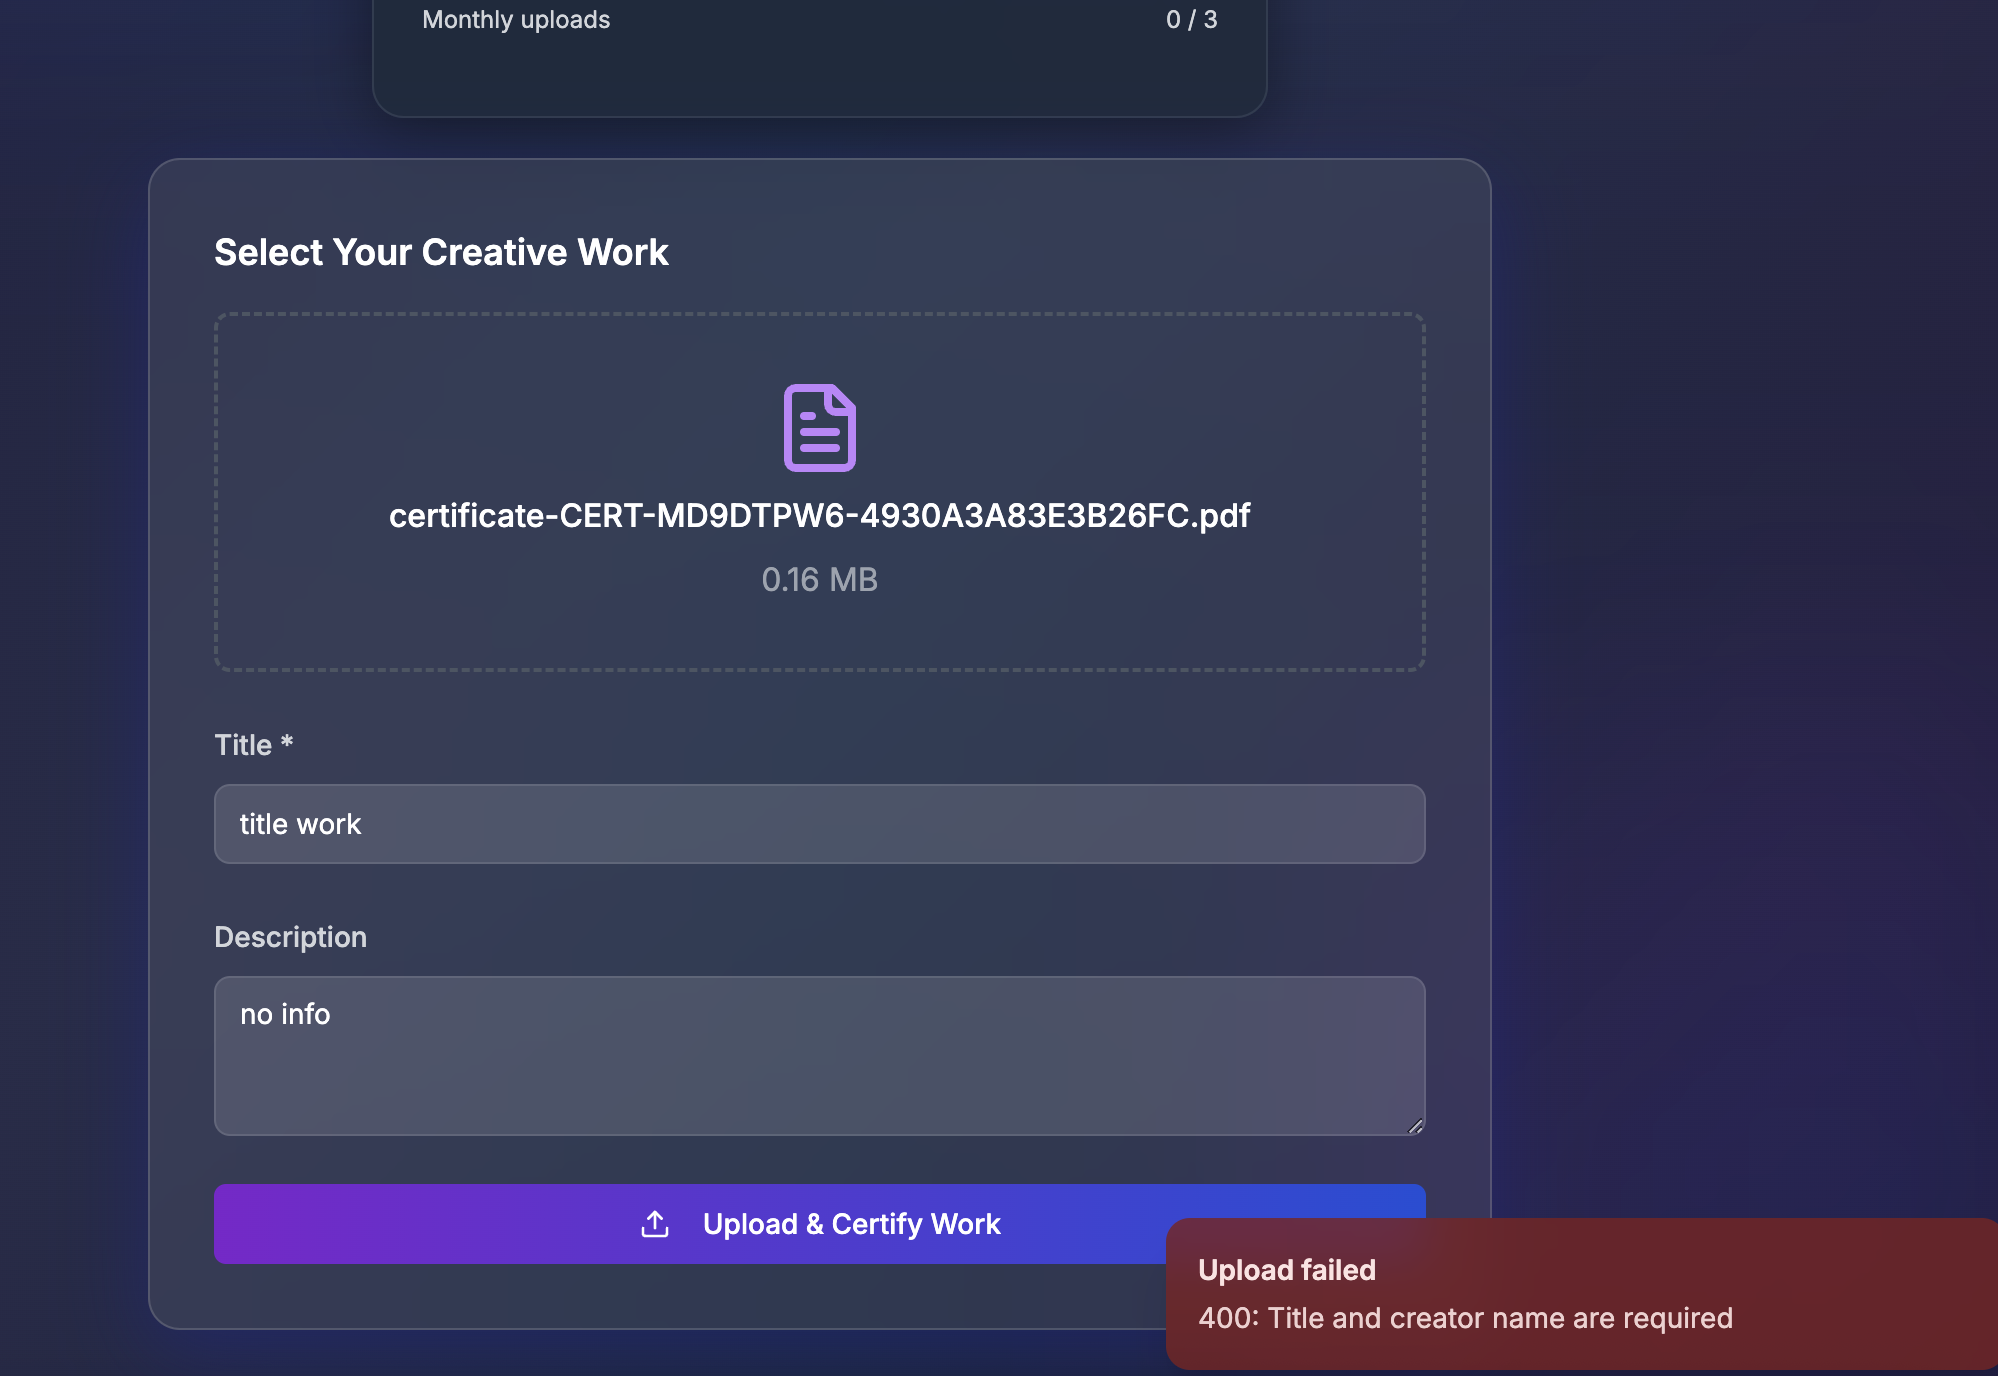 Monthly uploads 0 / 3
Select Your Creative Work
certificate-CERT-MD9DTPW6-4930A3A83E3B26FC.pdf
0.16 MB
Title *
title work
Description
no info
Upload & Certify Work
Upload failed
400: Title and creator name are required